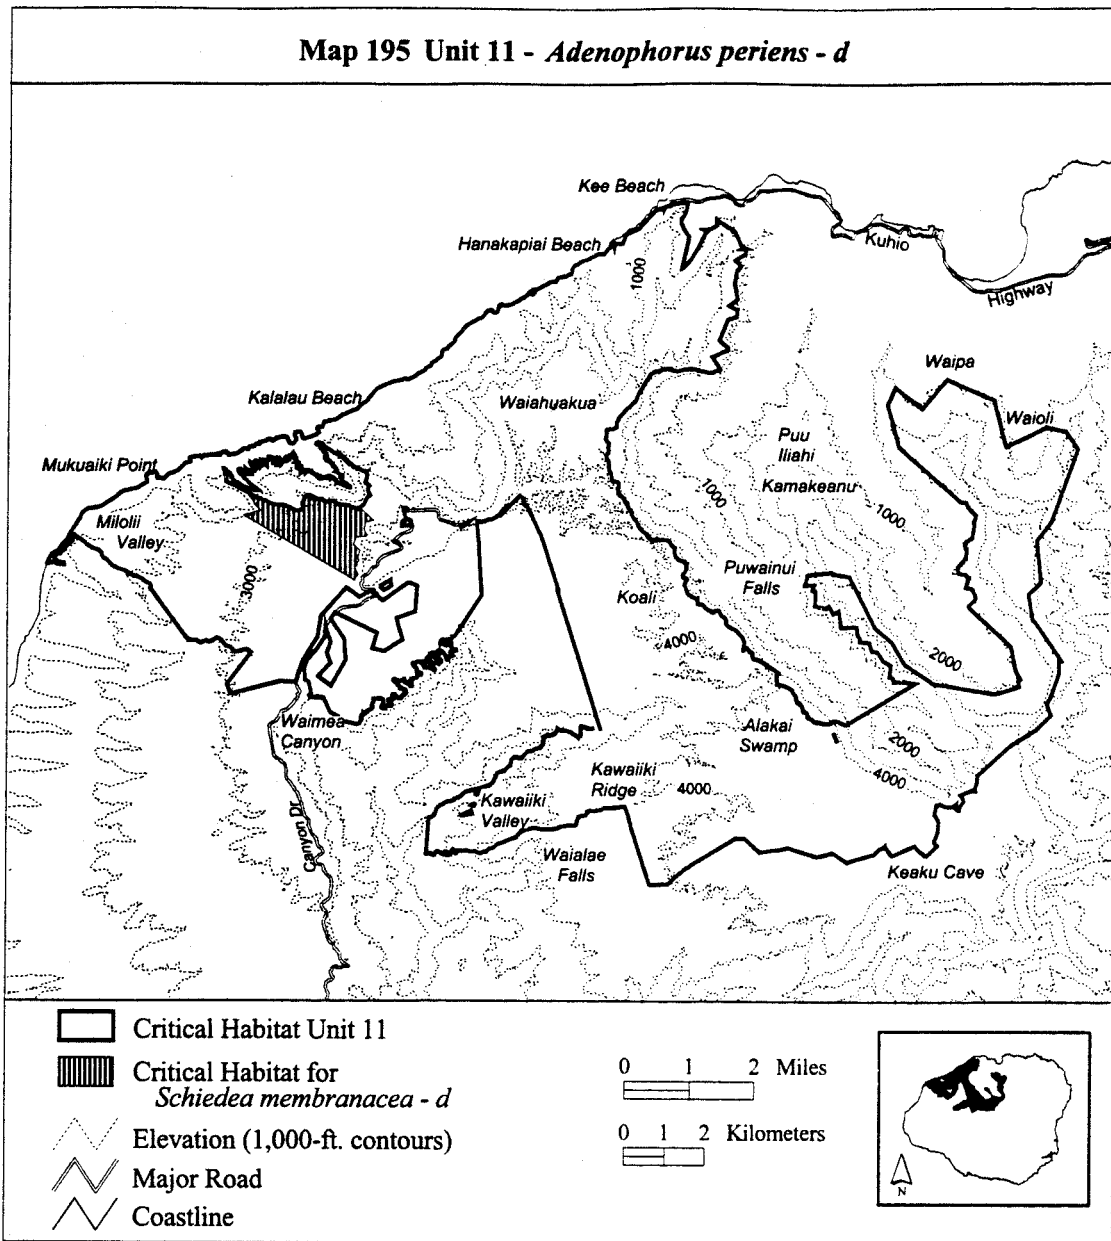 Map 195 Unit 11 - Adenophorus periens - d
Kee Beach
Hanakapiai Beach
Kuhio
Highway
1000
Waipa
Kalalau Beach
Waiahuakua
Waioli
Puu
Iliahi
Mukuaiki Point
Kamakeanu
1000
1000
Milolii
Valley
3000
Puwainui
Falls
Koali
4000
2000
Waimea
Canyon
Alakai
Swamp
2000
4000
Kawaiiki
Ridge
4000
Kawaiiki
Valley
Canyon Dr
Waialae
Falls
Keaku Cave
Critical Habitat Unit 11
Critical Habitat for
Schiedea membranacea - d
Elevation (1,000-ft. contours)
Major Road
Coastline
0 1 2 Miles
0 1 2 Kilometers
N